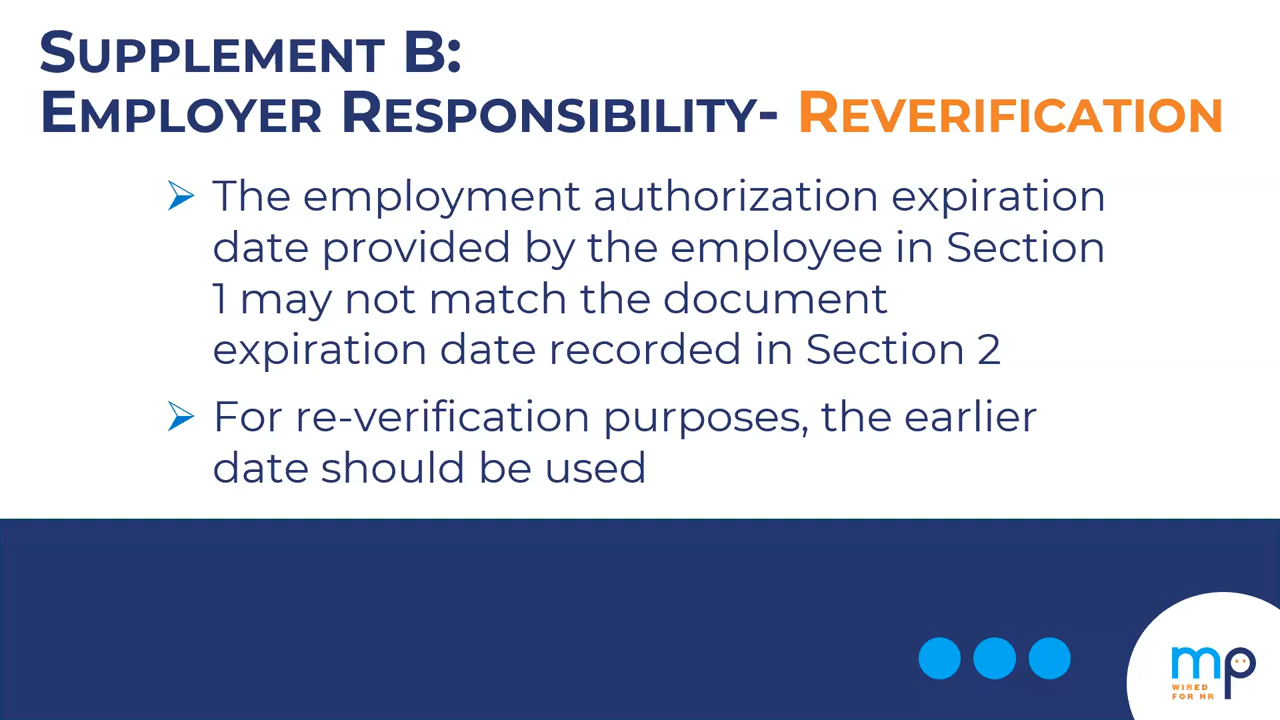 SUPPLEMENT B:
EMPLOYER RESPONSIBILITY- REVERIFICATION
The employment authorization expiration
date provided by the employee in Section
1 may not match the document
expiration date recorded in Section 2
For re-verification purposes, the earlier
date should be used
mp
WIRED
FOR HR